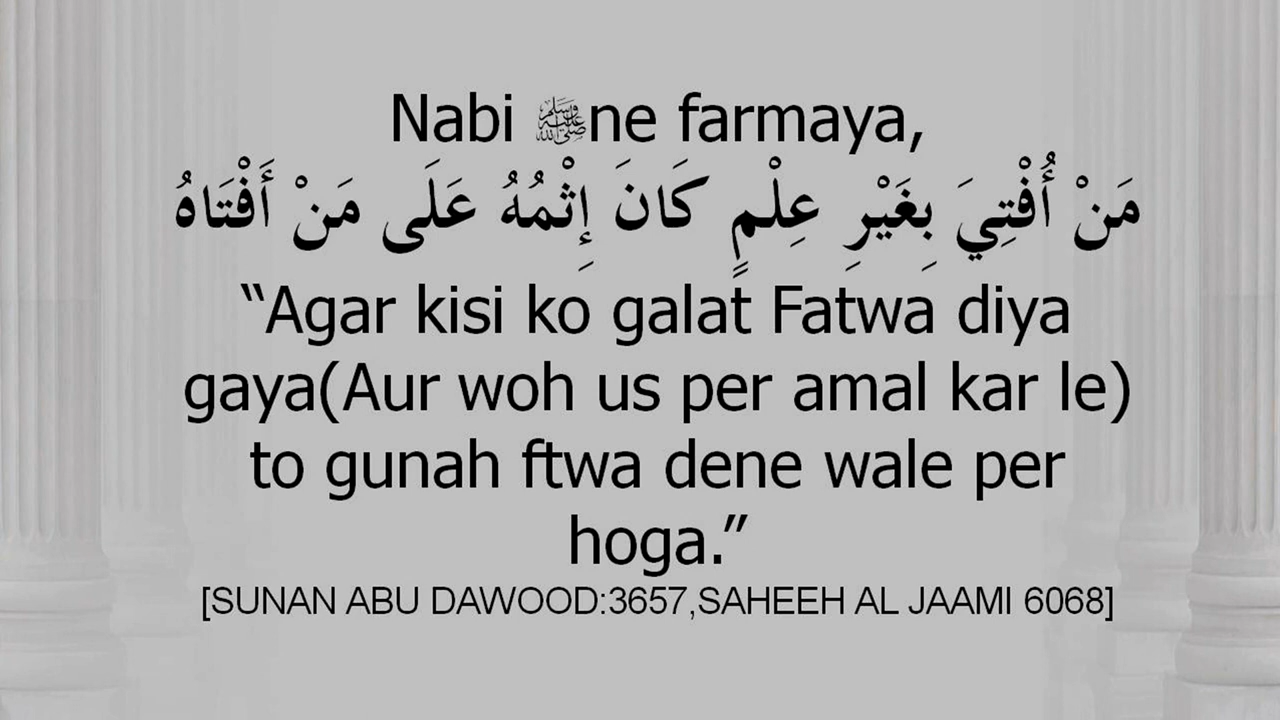 Nabi ﷺ ne farmaya,
مَنْ أُفْتِيَ بِغَيْرِ عِلْمٍ كَانَ إِثْمُهُ عَلَى مَنْ أَفْتَاهُ
“Agar kisi ko galat Fatwa diya
gaya(Aur woh us per amal kar le)
to gunah ftwa dene wale per
hoga.”
[SUNAN ABU DAWOOD:3657,SAHEEH AL JAAMI 6068]